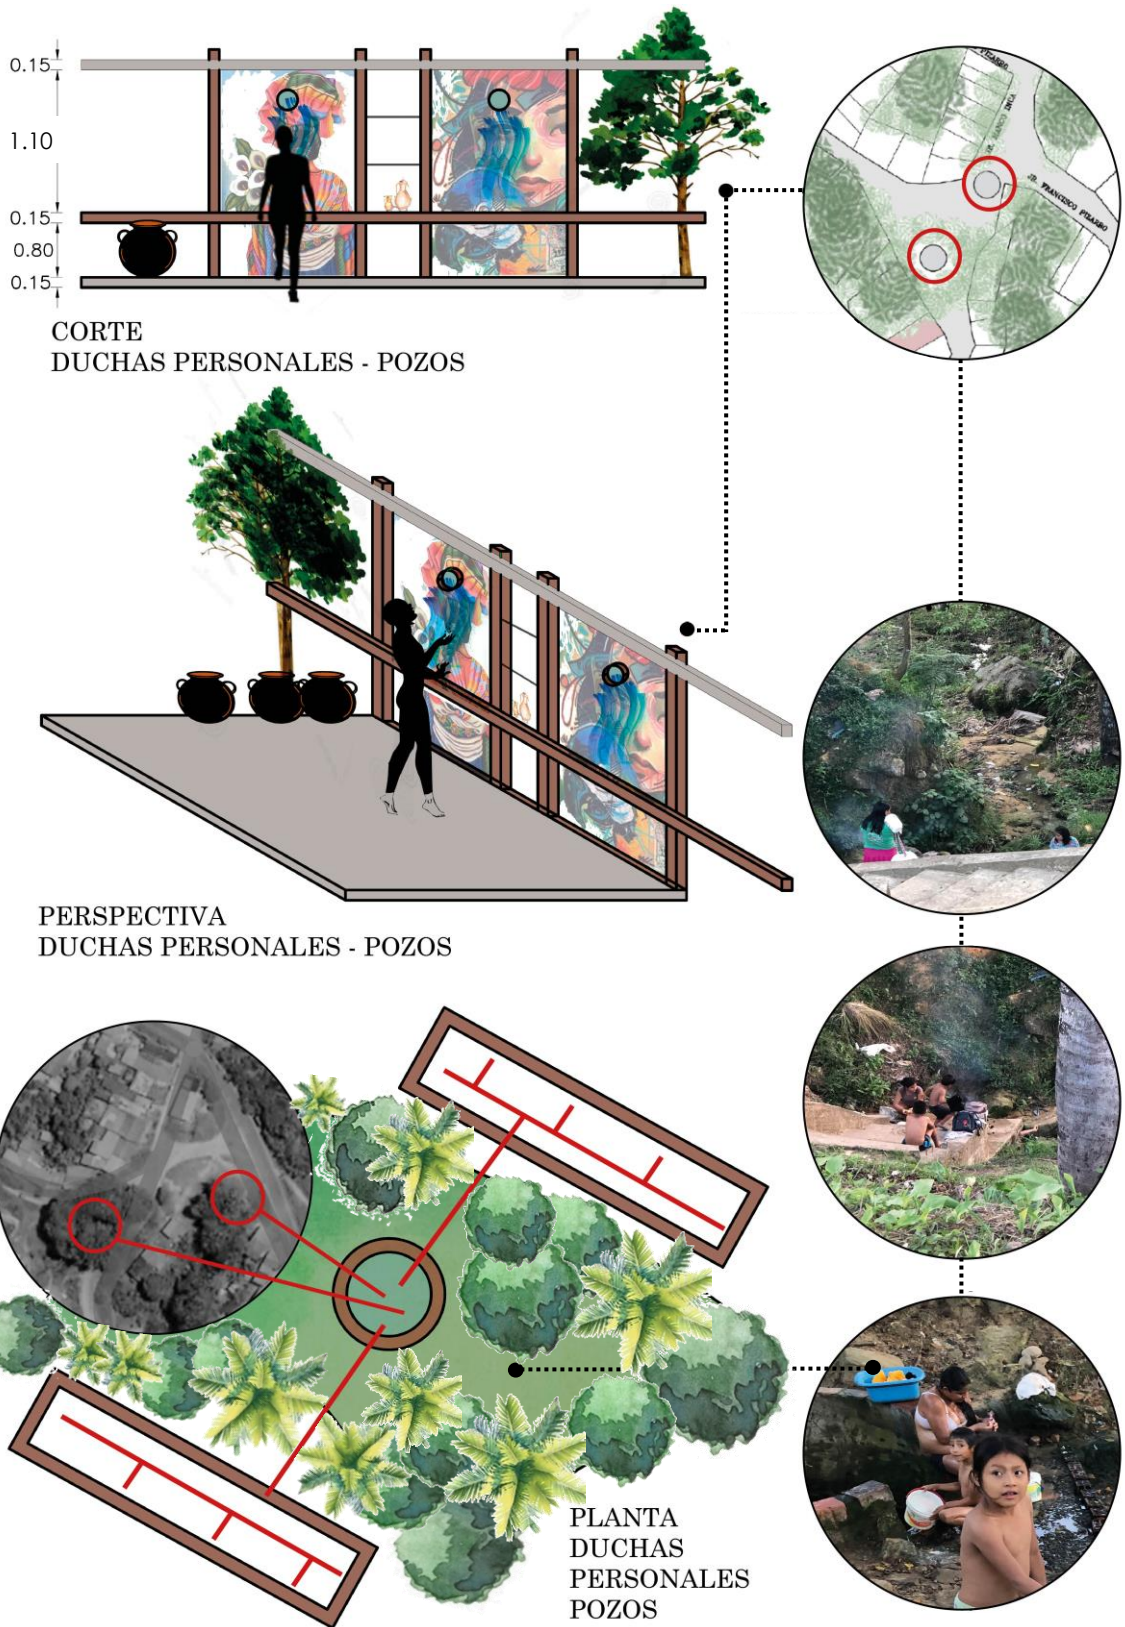 0.15
1.10
0.15
0.80
0.15
CORTE
DUCHAS PERSONALES - POZOS
PIZARRO
JR. FRANCISCO PIZARRO
PERSPECTIVA
DUCHAS PERSONALES - POZOS
PLANTA
DUCHAS
PERSONALES
POZOS